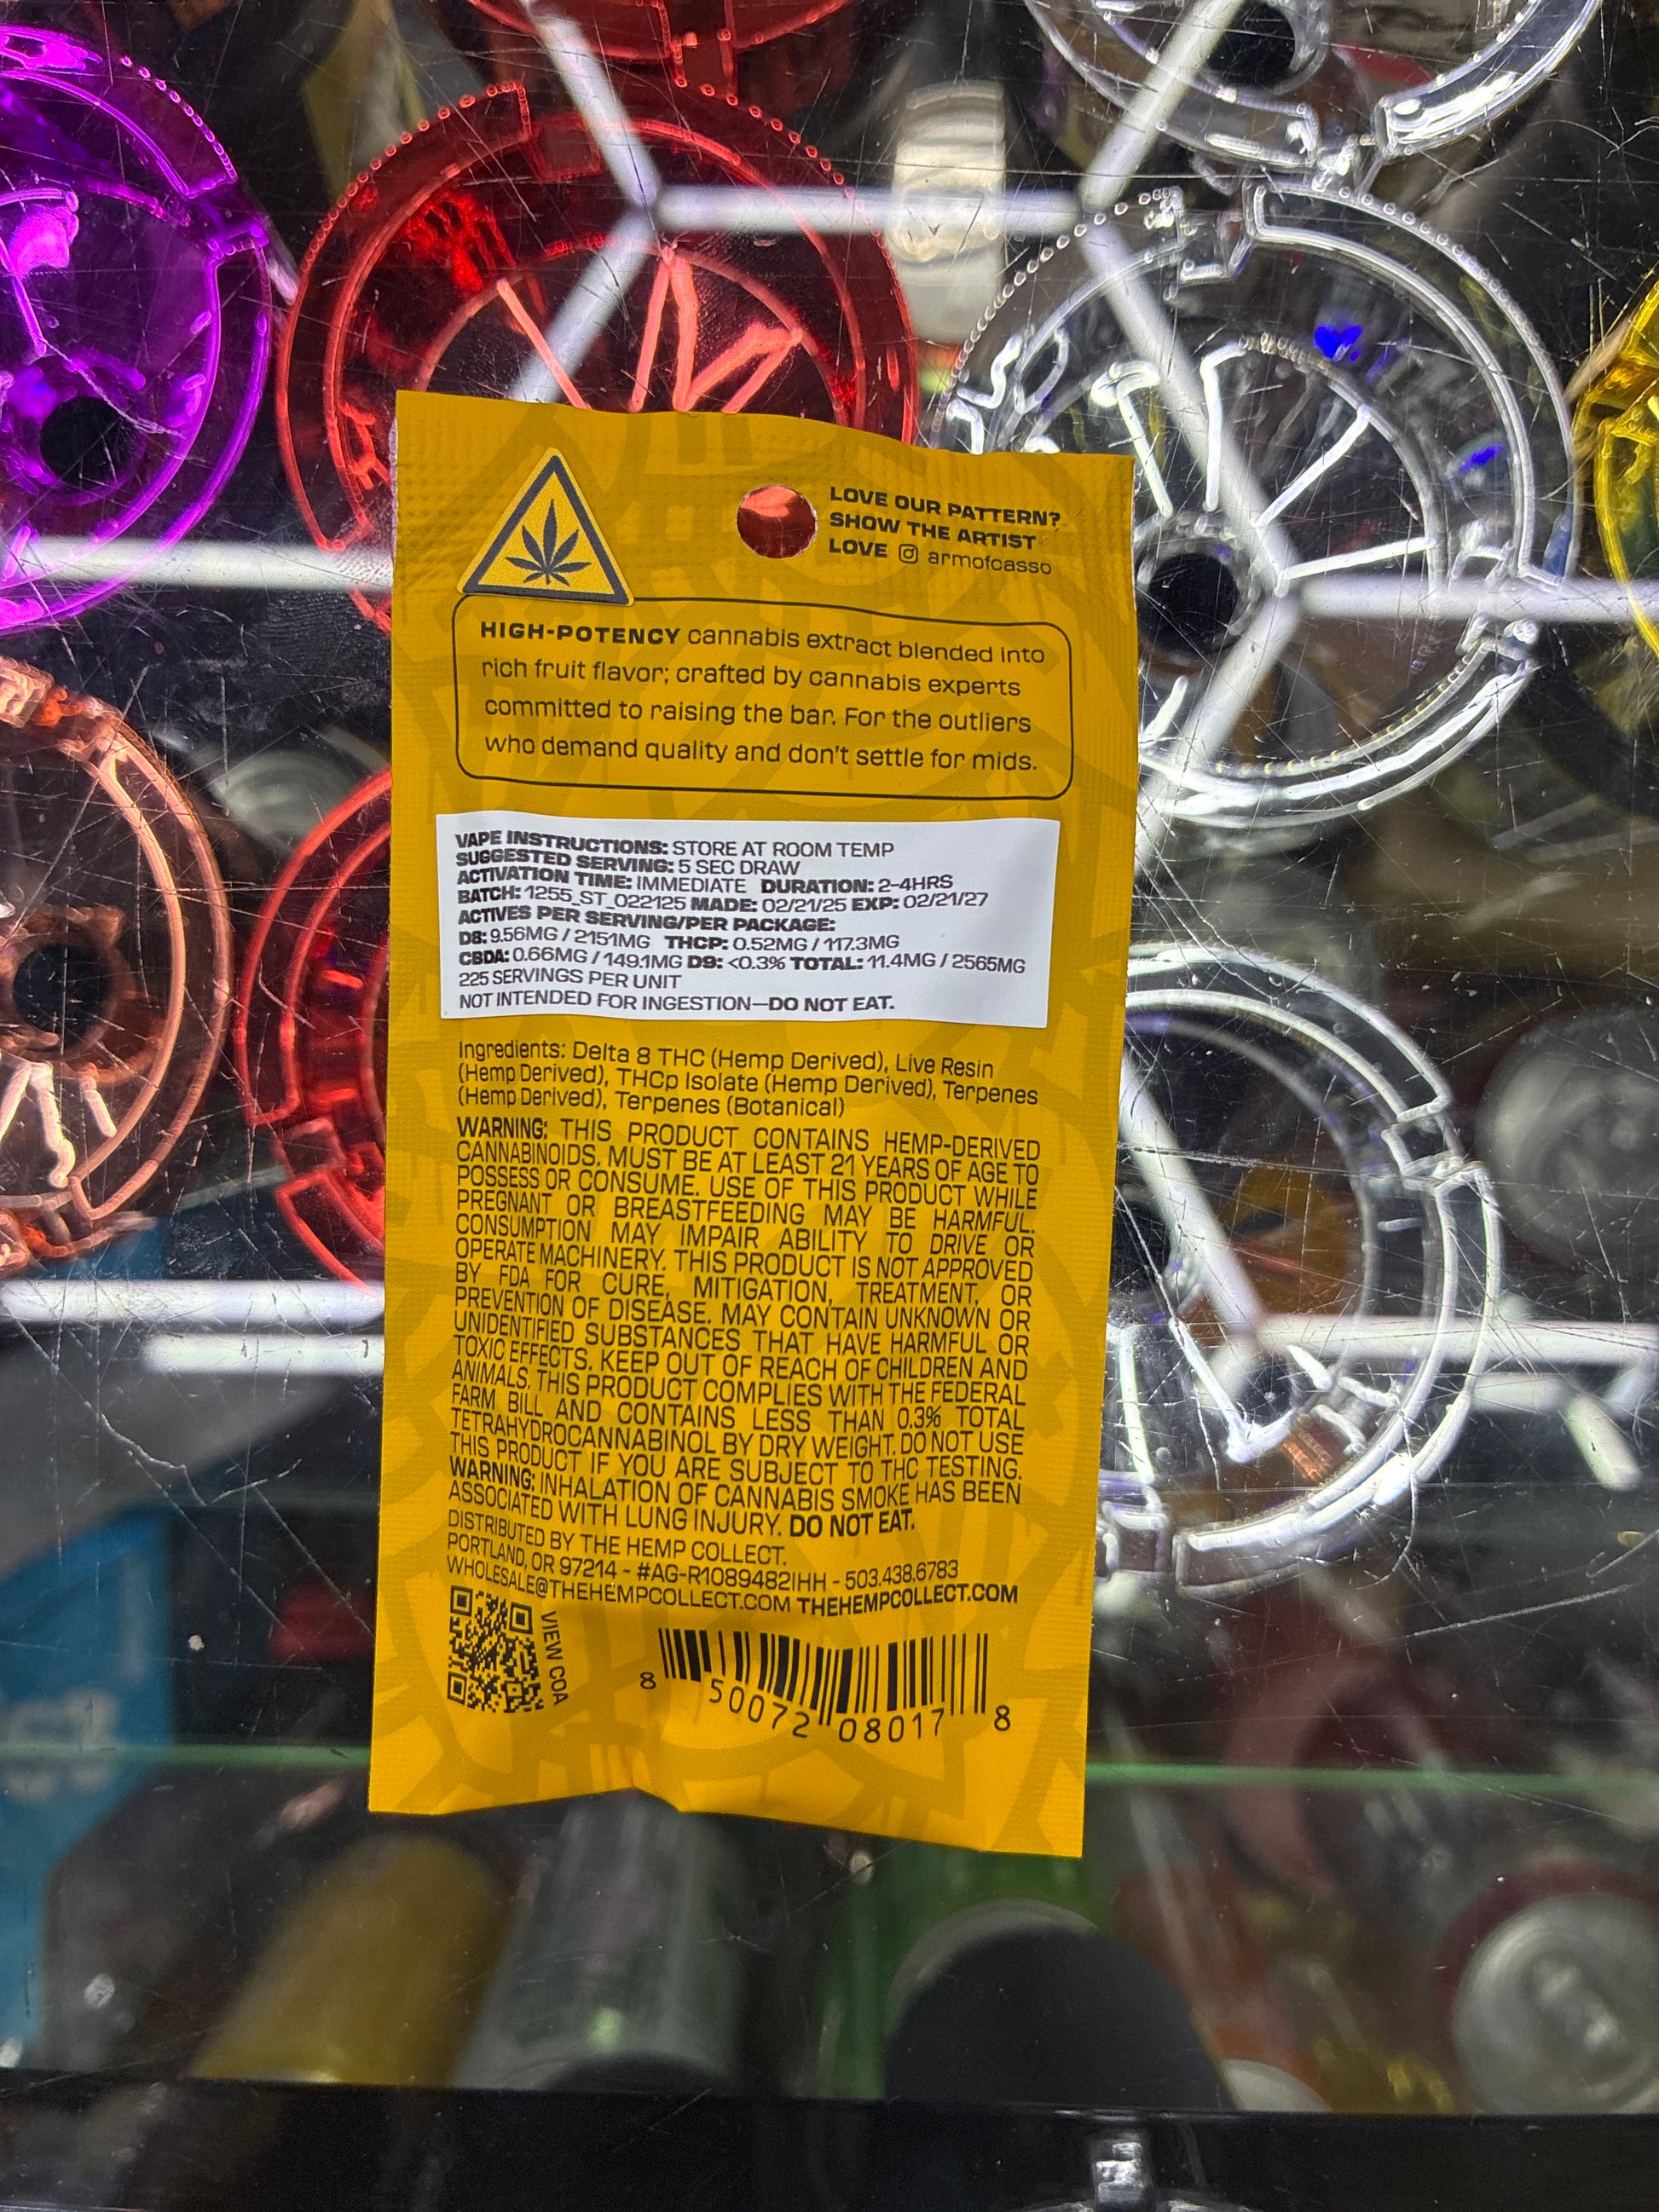 LOVE OUR PATTERN?
SHOW THE ARTIST
LOVE armofcasso
HIGH-POTENCY cannabis extract blended into
rich fruit flavor; crafted by cannabis experts
committed to raising the bar. For the outliers
who demand quality and don't settle for mids.
VAPE INSTRUCTIONS: STORE AT ROOM TEMP
SUGGESTED SERVING: 5 SEC DRAW
ACTIVATION TIME: IMMEDIATE DURATION: 2-4HRS
BATCH: 1255_ST_022125 MADE: 02/21/25 EXP: 02/21/27
ACTIVES PER SERVING/PER PACKAGE:
D8: 9.56MG / 2151MG THCP: 0.52MG / 117.3MG
CBDA: 0.66MG / 149.1MG D9: <0.3% TOTAL: 11.4MG / 2565MG
225 SERVINGS PER UNIT
NOT INTENDED FOR INGESTION—DO NOT EAT.
Ingredients: Delta 8 THC (Hemp Derived), Live Resin
(Hemp Derived), THCp Isolate (Hemp Derived), Terpenes
(Hemp Derived), Terpenes (Botanical)
WARNING: THIS PRODUCT CONTAINS HEMP-DERIVED
CANNABINOIDS. MUST BE AT LEAST 21 YEARS OF AGE TO
POSSESS OR CONSUME. USE OF THIS PRODUCT WHILE
PREGNANT OR BREASTFEEDING MAY BE HARMFUL.
CONSUMPTION MAY IMPAIR ABILITY TO DRIVE OR
OPERATE MACHINERY. THIS PRODUCT IS NOT APPROVED
BY FDA FOR CURE, MITIGATION, TREATMENT, OR
PREVENTION OF DISEASE. MAY CONTAIN UNKNOWN OR
UNIDENTIFIED SUBSTANCES THAT HAVE HARMFUL OR
TOXIC EFFECTS. KEEP OUT OF REACH OF CHILDREN AND
ANIMALS. THIS PRODUCT COMPLIES WITH THE FEDERAL
FARM BILL AND CONTAINS LESS THAN 0.3% TOTAL
TETRAHYDROCANNABINOL BY DRY WEIGHT. DO NOT USE
THIS PRODUCT IF YOU ARE SUBJECT TO THC TESTING.
WARNING: INHALATION OF CANNABIS SMOKE HAS BEEN
ASSOCIATED WITH LUNG INJURY. DO NOT EAT.
DISTRIBUTED BY THE HEMP COLLECT.
PORTLAND, OR 97214 - #AG-R1089482IHH - 503.438.6783
WHOLESALE@THEHEMPCOLLECT.COM THEHEMPCOLLECT.COM
VIEW COA
8 50072 08017 8